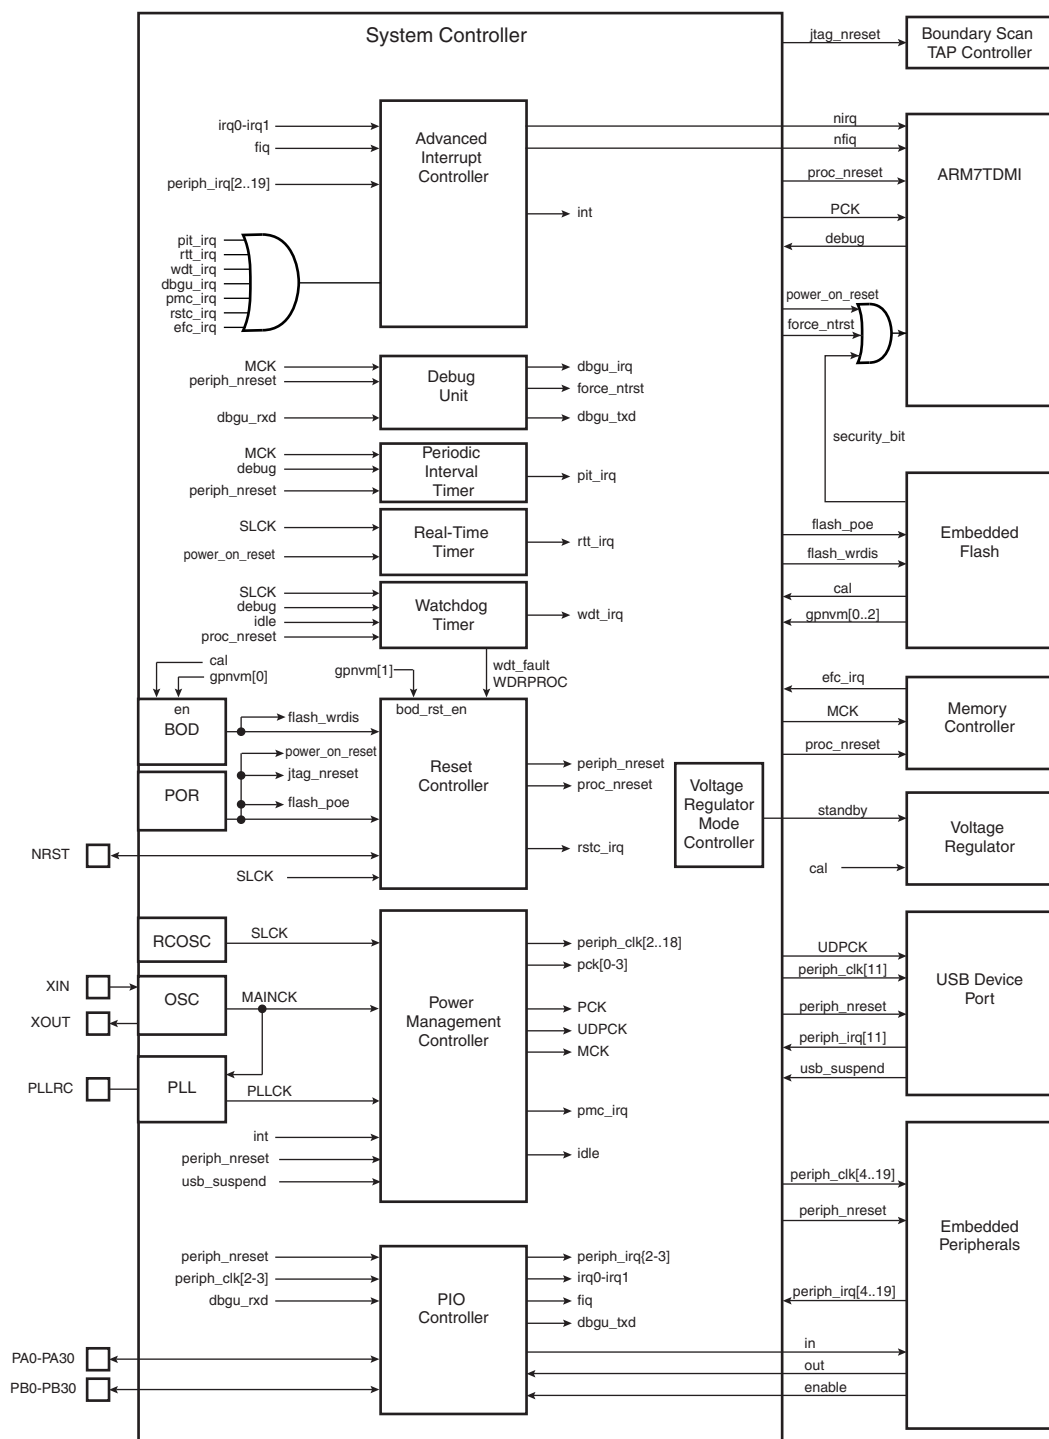 System Controller
jtag_nreset
Boundary Scan
TAP Controller
irq0-irq1
fiq
periph_irq[2..19]
Advanced
Interrupt
Controller
int
nirq
nfiq
proc_nreset
PCK
debug
ARM7TDMI
pit_irq
rtt_irq
wdt_irq
dbgu_irq
pmc_irq
rstc_irq
efc_irq
power_on_reset
force_ntrst
security_bit
MCK
periph_nreset
dbgu_rxd
Debug
Unit
dbgu_irq
force_ntrst
dbgu_txd
MCK
debug
periph_nreset
Periodic
Interval
Timer
pit_irq
SLCK
power_on_reset
Real-Time
Timer
rtt_irq
flash_poe
flash_wrdis
cal
gpnvm[0..2]
Embedded
Flash
SLCK
debug
idle
proc_nreset
Watchdog
Timer
wdt_irq
cal
gpnvm[0]
gpnvm[1]
wdt_fault
WDRPROC
en
BOD
flash_wrdis
bod_rst_en
power_on_reset
jtag_nreset
flash_poe
POR
Reset
Controller
periph_nreset
proc_nreset
rstc_irq
NRST
SLCK
efc_irq
MCK
proc_nreset
Memory
Controller
Voltage
Regulator
Mode
Controller
standby
cal
Voltage
Regulator
RCOSC
SLCK
XIN
XOUT
OSC
MAINCK
PLLRC
PLL
PLLCK
int
periph_nreset
usb_suspend
Power
Management
Controller
periph_clk[2..18]
pck[0-3]
PCK
UDPCK
MCK
pmc_irq
idle
UDPCK
periph_clk[11]
periph_nreset
periph_irq[11]
usb_suspend
USB Device
Port
periph_nreset
periph_clk[2-3]
dbgu_rxd
PA0-PA30
PB0-PB30
PIO
Controller
periph_irq{2-3]
irq0-irq1
fiq
dbgu_txd
periph_clk[4..19]
periph_nreset
periph_irq[4..19]
in
out
enable
Embedded
Peripherals